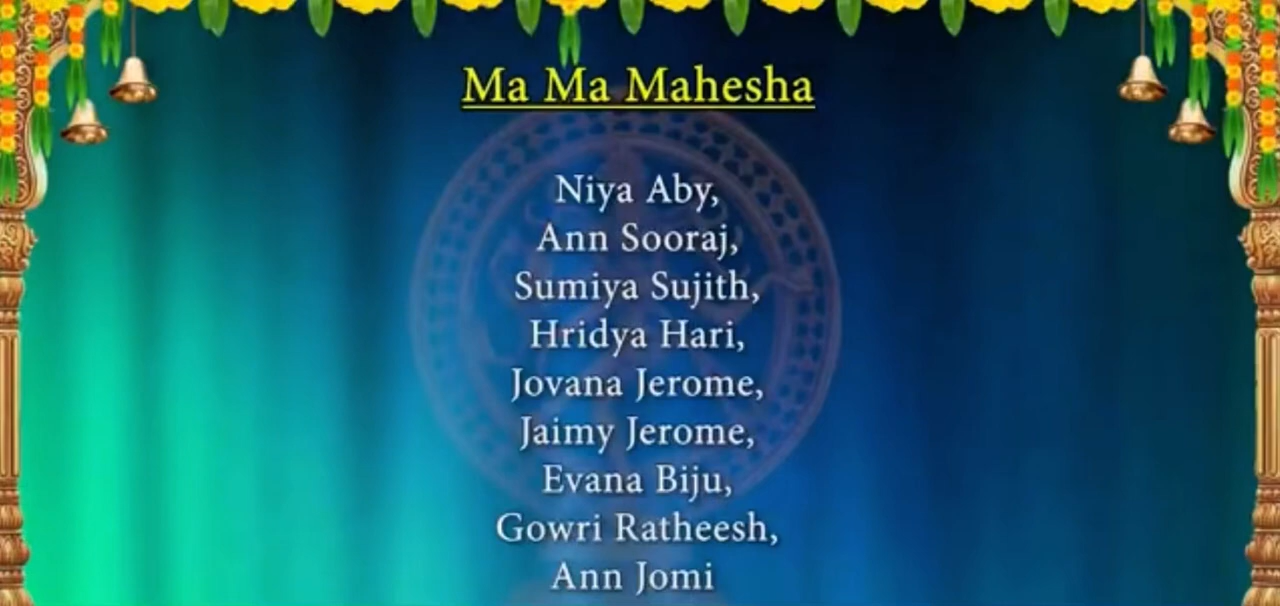 Ma Ma Mahesha
Niya Aby,
Ann Sooraj,
Sumiya Sujith,
Hridya Hari,
Jovana Jerome,
Jaimy Jerome,
Evana Biju,
Gowri Ratheesh,
Ann Jomi